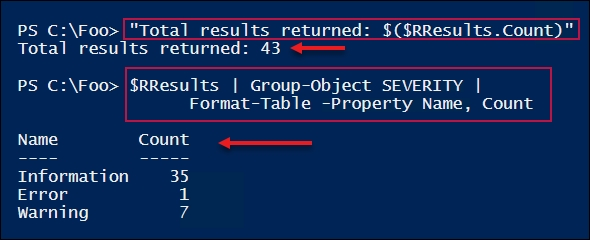 PS C:\Foo> "Total results returned: $($RResults.Count)"
Total results returned: 43
PS C:\Foo> $RResults | Group-Object SEVERITY |
Format-Table -Property Name, Count
Name Count
---- -----
Information 35
Error 1
Warning 7